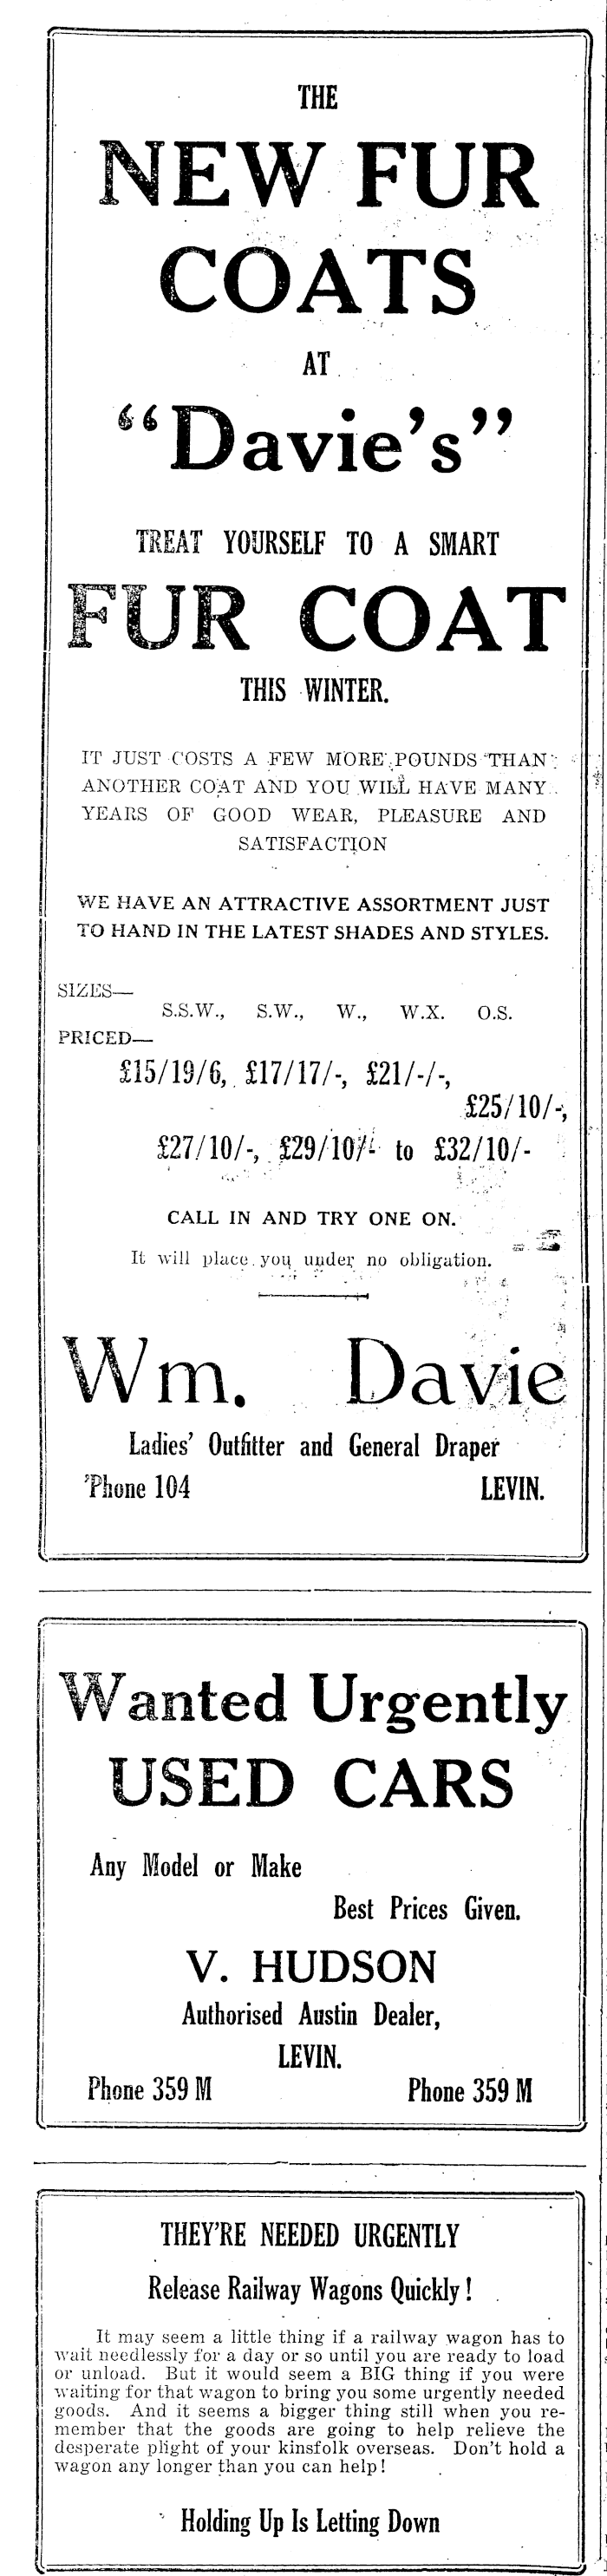 THE
NEW FUR
COATS
AT
“Davie’s”
TREAT YOURSELF TO A SMART
FUR COAT
THIS WINTER.
IT JUST COSTS A FEW MORE POUNDS THAN
ANOTHER COAT AND YOU WILL HAVE MANY
YEARS OF GOOD WEAR, PLEASURE AND
SATISFACTION
WE HAVE AN ATTRACTIVE ASSORTMENT JUST
TO HAND IN THE LATEST SHADES AND STYLES.
SIZES—
S.S.W., S.W., W., W.X. O.S.
PRICED—
£15/19/6, £17/17/-, £21/-/-,
£25/10/-,
£27/10/-, £29/10/- to £32/10/-
CALL IN AND TRY ONE ON.
It will place you under no obligation.
Wm. Davie
Ladies’ Outfitter and General Draper
’Phone 104 LEVIN.
Wanted Urgently
USED CARS
Any Model or Make
Best Prices Given.
V. HUDSON
Authorised Austin Dealer,
LEVIN.
Phone 359 M Phone 359 M
THEY’RE NEEDED URGENTLY
Release Railway Wagons Quickly!
It may seem a little thing if a railway wagon has to
wait needlessly for a day or so until you are ready to load
or unload. But it would seem a BIG thing if you were
waiting for that wagon to bring you some urgently needed
goods. And it seems a bigger thing still when you re-
member that the goods are going to help relieve the
desperate plight of your kinsfolk overseas. Don’t hold a
wagon any longer than you can help!
Holding Up Is Letting Down